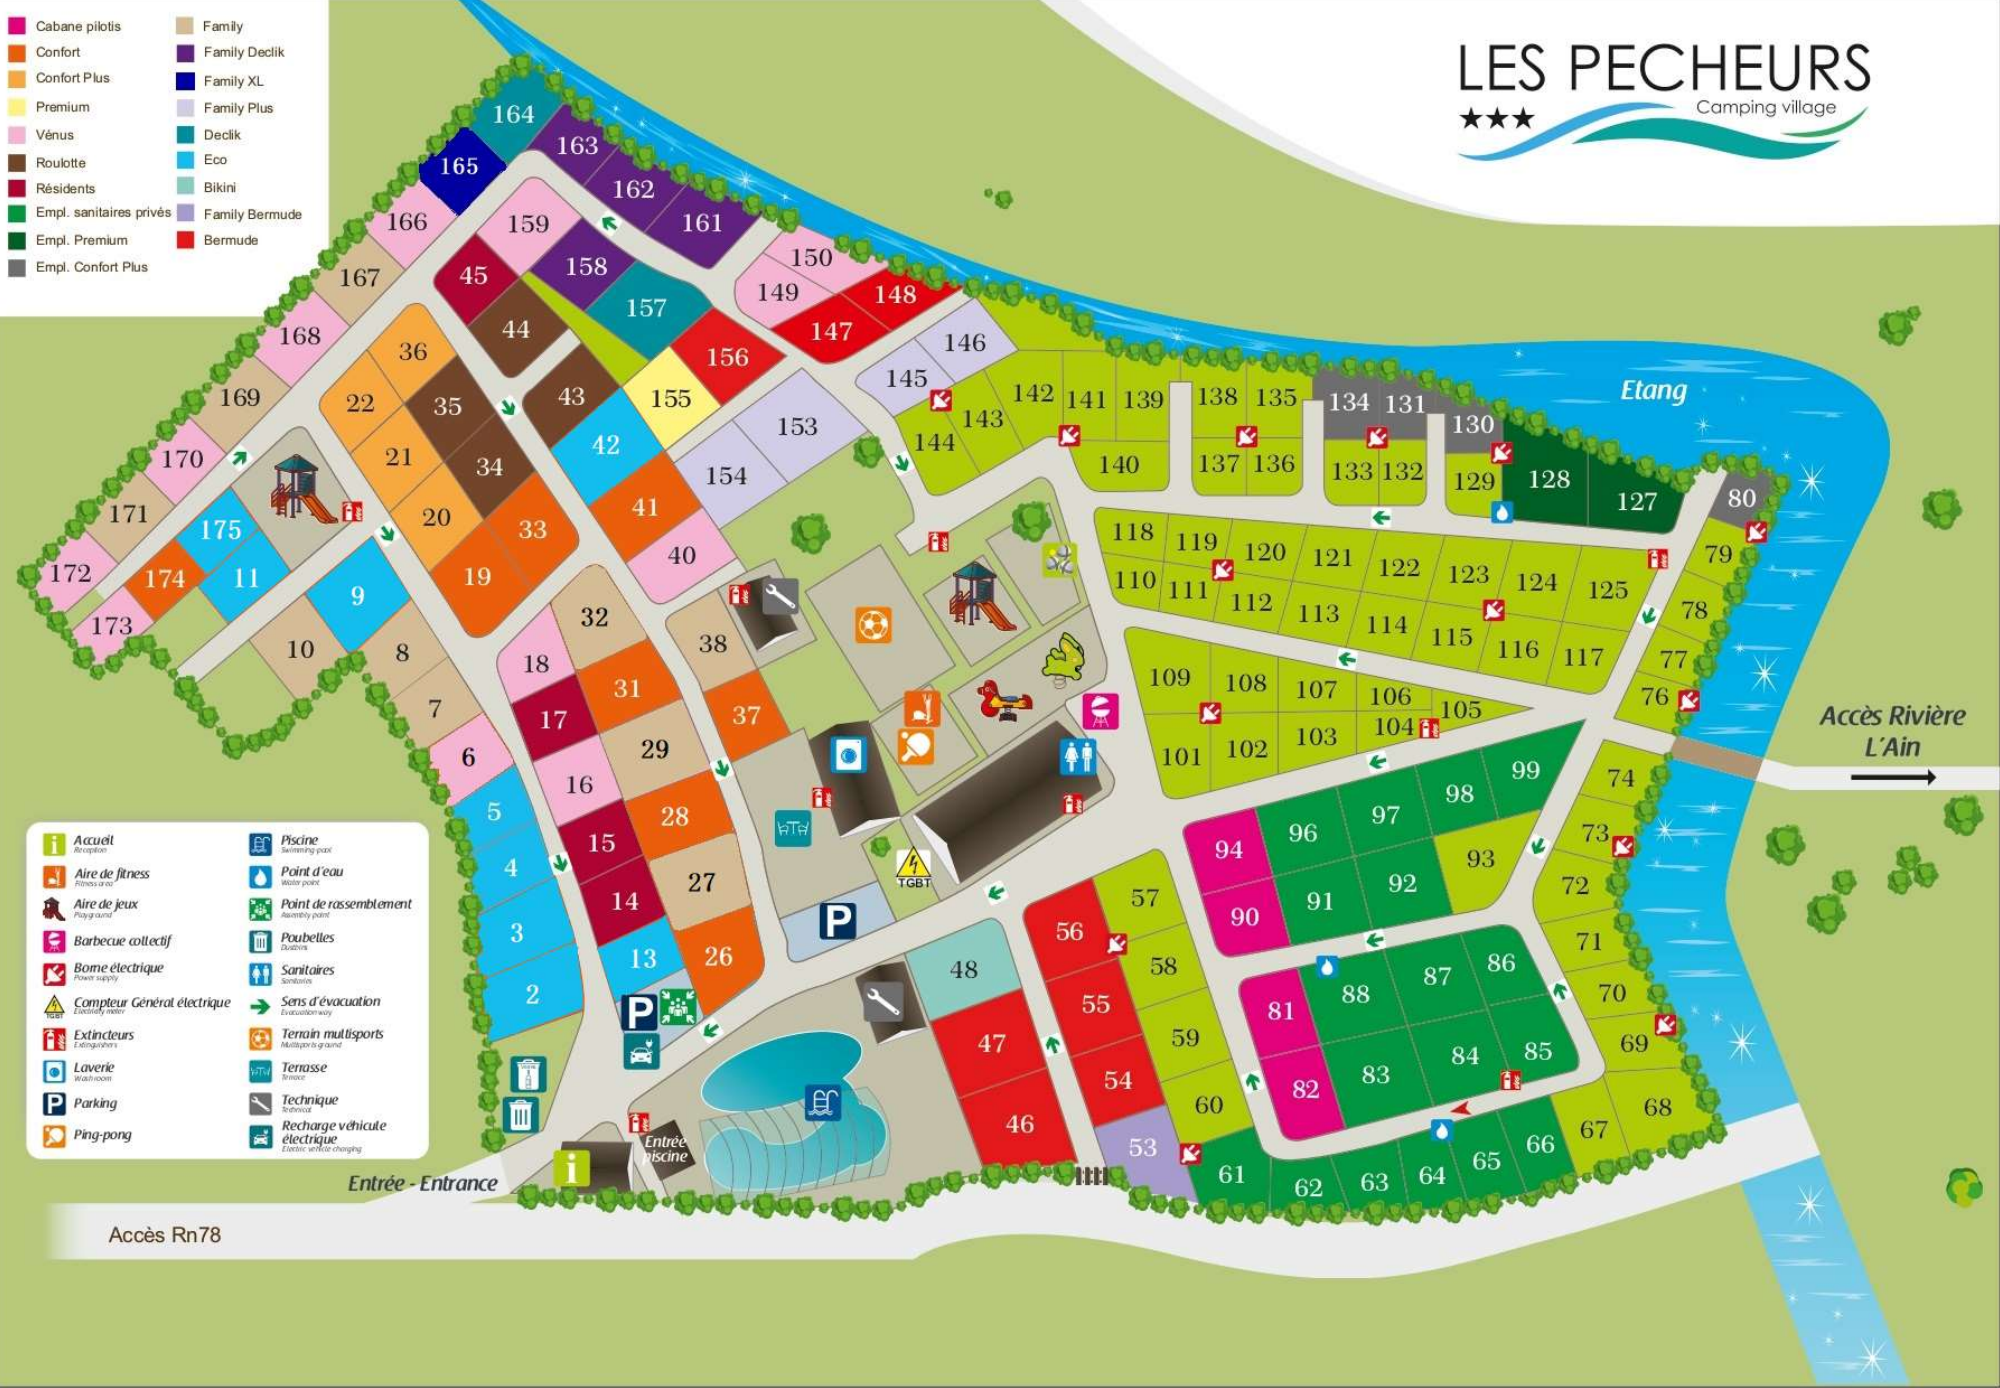 Cabane pilotis
Confort
Confort Plus
Premium
Vénus
Roulotte
Résidents
Empl. sanitaires privés
Empl. Premium
Empl. Confort Plus
Family
Family Declik
Family XL
Family Plus
Declik
Eco
Bikini
Family Bermude
Bermude
LES PECHEURS
★★★ Camping village
164
163
165
162
161
166
159
150
45
158
149
148
167
157
147
44
168
156
146
36
145
169
22
35
43
155
153
142
141
139
138
135
134
131
130
Etang
143
144
170
21
34
42
154
140
137
136
133
132
129
128
127
80
171
175
20
33
41
118
119
120
121
122
123
124
125
79
172
174
11
9
19
40
110
111
112
113
114
115
116
117
78
77
76
173
10
8
32
18
38
7
31
17
37
109
108
107
106
105
104
101
102
103
Accès Rivière
L'Ain
6
29
16
5
28
15
4
27
14
3
26
13
2
99
98
97
96
94
93
92
91
90
74
73
72
71
70
69
68
67
TGBT
P
P
57
56
58
55
59
54
60
53
48
47
46
88
87
86
81
82
83
84
85
61
62
63
64
65
66
i
Entrée
piscine
Entrée - Entrance
Accès Rn78
Accueil
Reception
Aire de fitness
Fitness area
Aire de jeux
Playground
Barbecue collectif
Borne électrique
Power supply
Compteur Général électrique
Electricity meter
TGBT
Extincteurs
Extinguishers
Laverie
Wash room
Parking
Ping-pong
Piscine
Swimming-pool
Point d'eau
Water point
Point de rassemblement
Assembly point
Poubelles
Dustbins
Sanitaires
Sanitaries
Sens d'évacuation
Evacuation way
Terrain multisports
Multisports ground
Terrasse
Terrace
Technique
Technical
Recharge véhicule
électrique
Electric vehicle charging